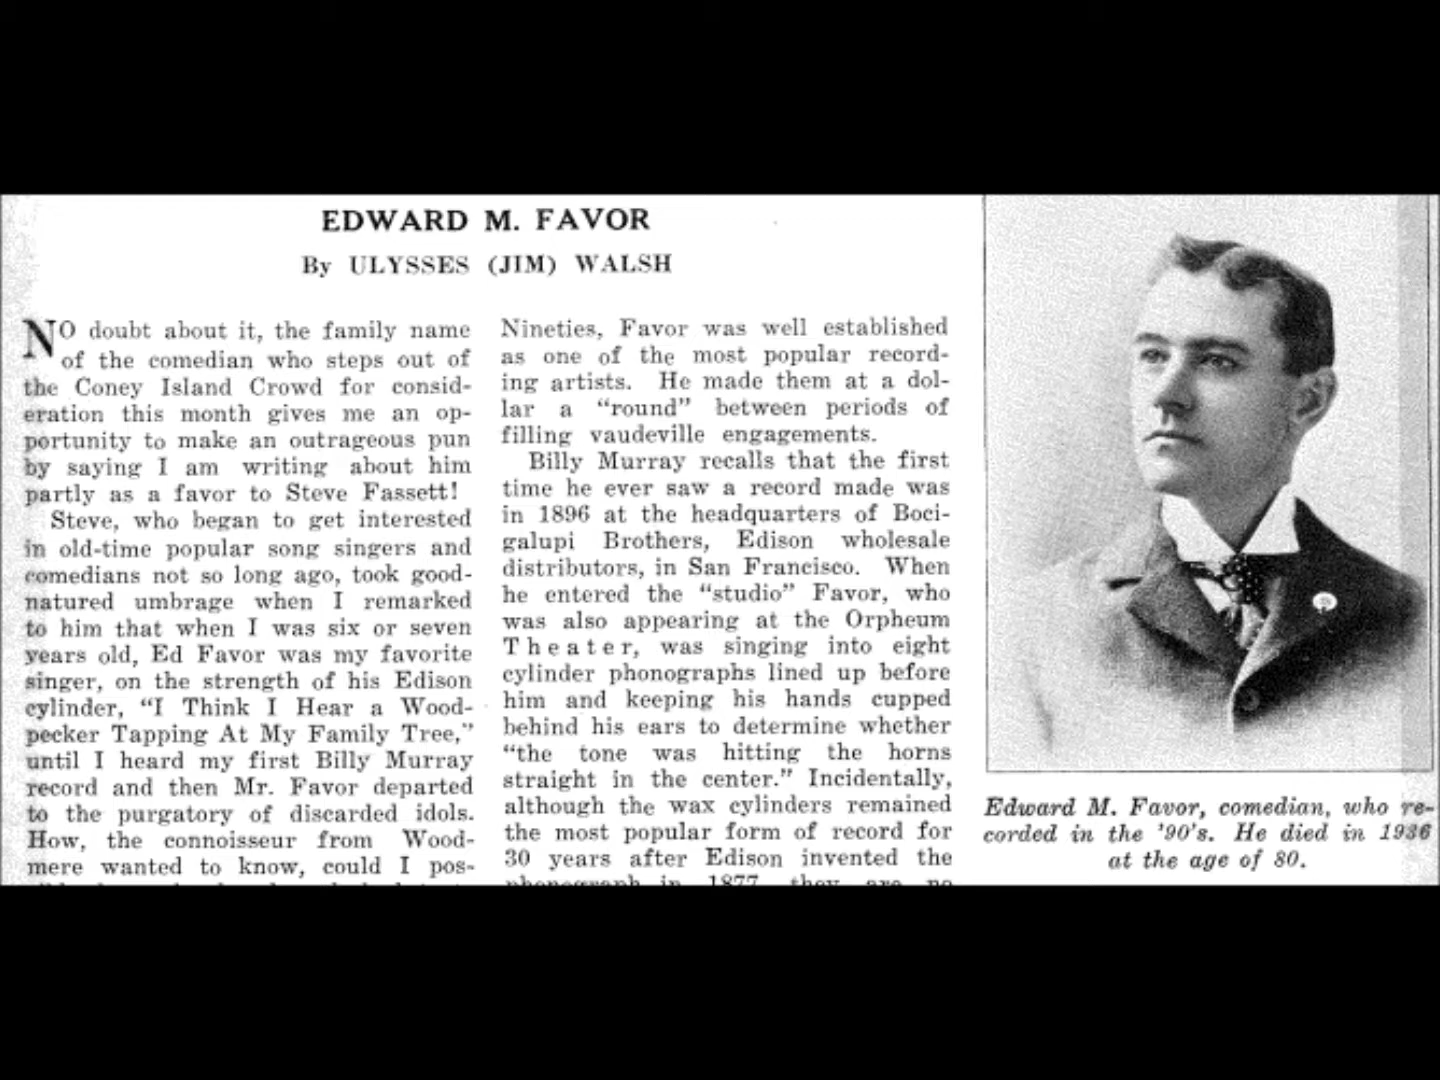 EDWARD M. FAVOR
By ULYSSES (JIM) WALSH
NO doubt about it, the family name
of the comedian who steps out of
the Coney Island Crowd for consid-
eration this month gives me an op-
portunity to make an outrageous pun
by saying I am writing about him
partly as a favor to Steve Fassett!
Steve, who began to get interested
in old-time popular song singers and
comedians not so long ago, took good-
natured umbrage when I remarked
to him that when I was six or seven
years old, Ed Favor was my favorite
singer, on the strength of his Edison
cylinder, "I Think I Hear a Wood-
pecker Tapping At My Family Tree,"
until I heard my first Billy Murray
record and then Mr. Favor departed
to the purgatory of discarded idols.
How, the connoisseur from Wood-
mere wanted to know, could I pos-
Nineties, Favor was well established
as one of the most popular record-
ing artists. He made them at a dol-
lar a "round" between periods of
filling vaudeville engagements.
Billy Murray recalls that the first
time he ever saw a record made was
in 1896 at the headquarters of Boci-
galupi Brothers, Edison wholesale
distributors, in San Francisco. When
he entered the "studio" Favor, who
was also appearing at the Orpheum
Theater, was singing into eight
cylinder phonographs lined up before
him and keeping his hands cupped
behind his ears to determine whether
"the tone was hitting the horns
straight in the center." Incidentally,
although the wax cylinders remained
the most popular form of record for
30 years after Edison invented the
phonograph in 1877, they are no
Edward M. Favor, comedian, who re-
corded in the '90's. He died in 1936
at the age of 80.